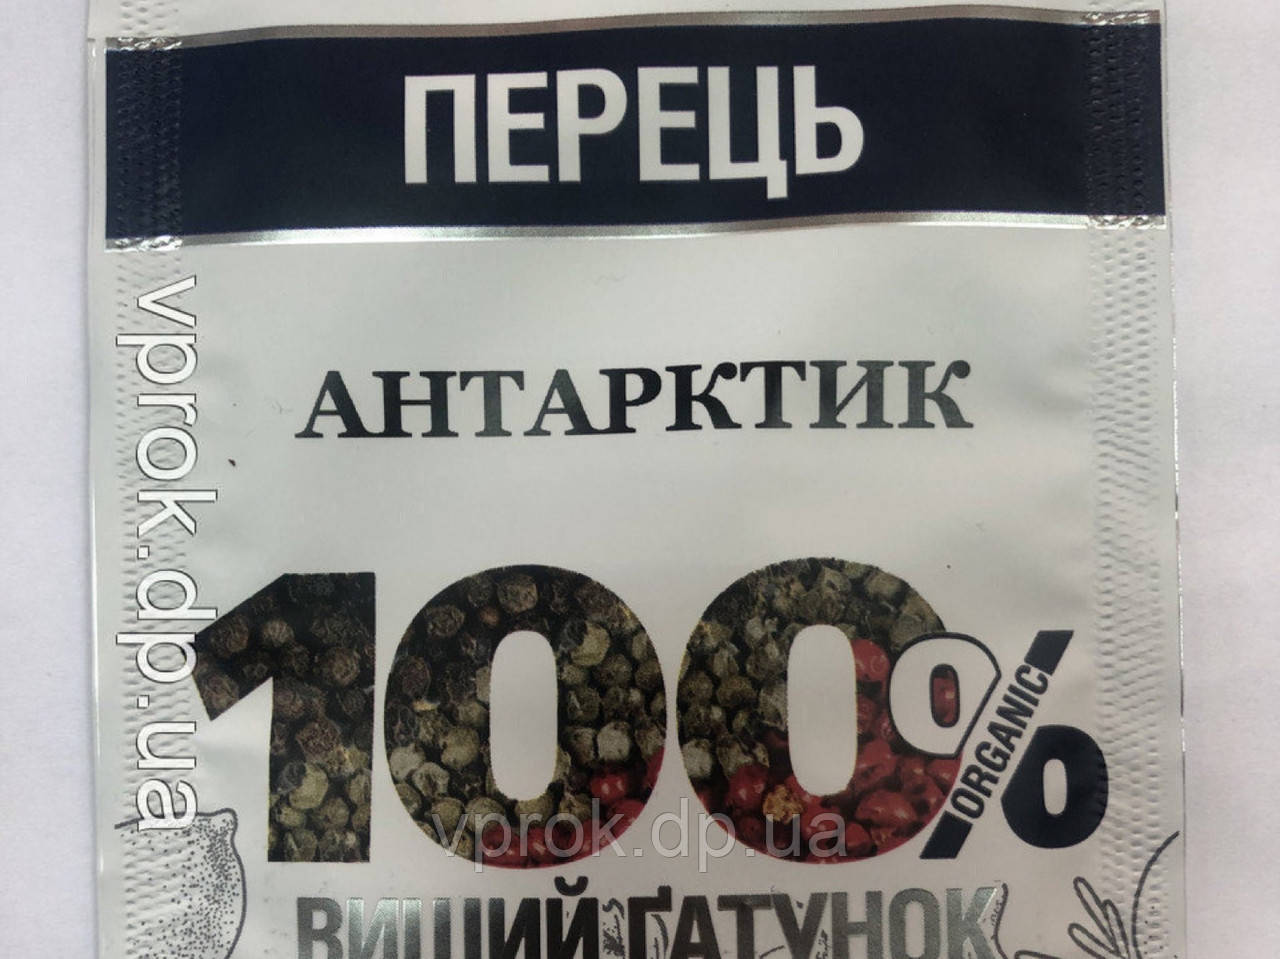 ПЕРЕЦЬ
АНТАРКТИК
100%
ORGANIC
ВИЩИЙ ҐАТУНОК
vprok.dp.ua
vprok.dp.ua